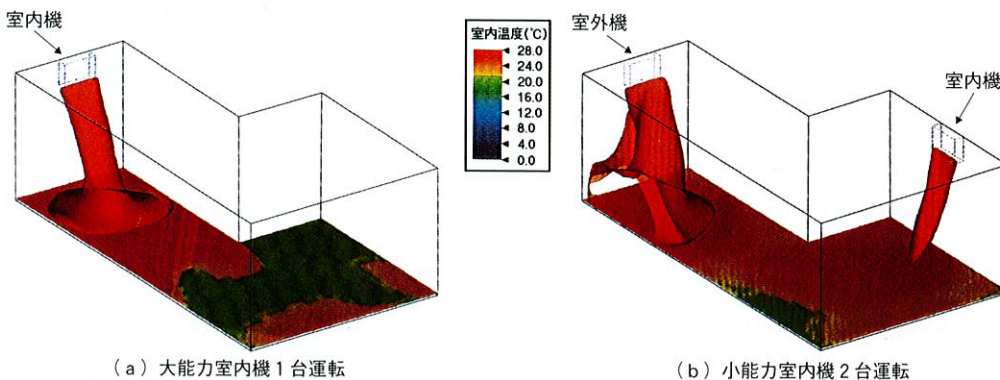 室内機
室内温度(℃)
28.0
24.0
20.0
16.0
12.0
8.0
4.0
0.0
室外機
室内機
(a) 大能力室内機1台運転
(b) 小能力室内機2台運転